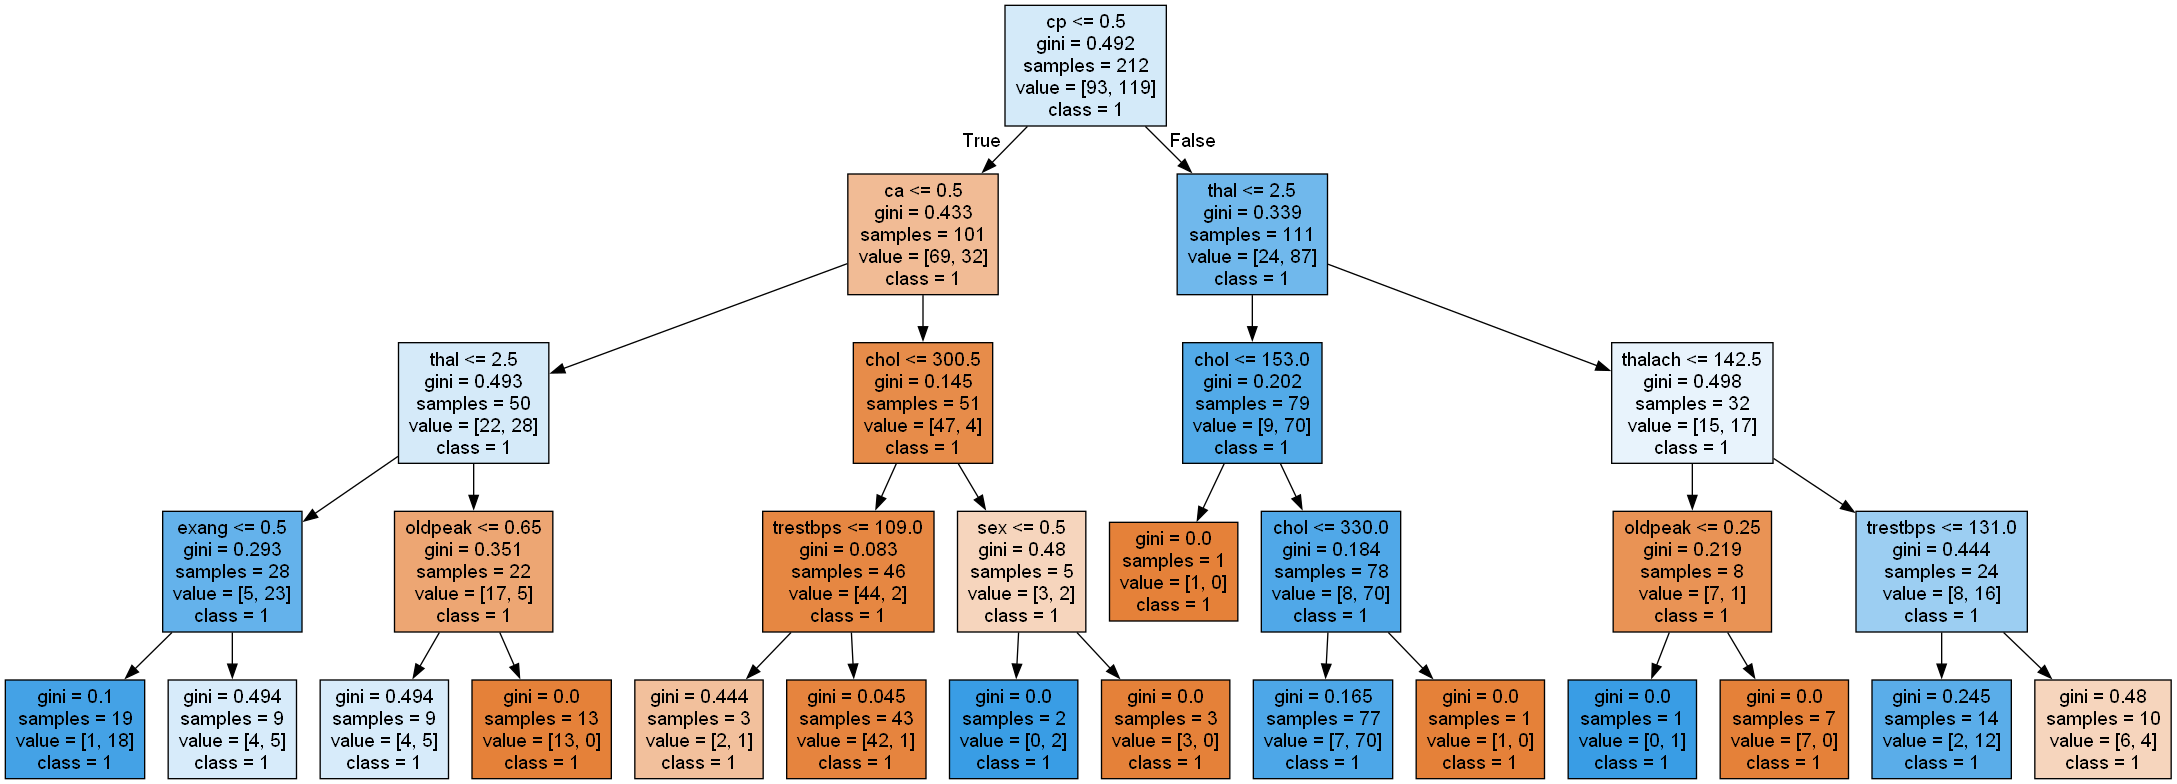 cp <= 0.5
gini = 0.492
samples = 212
value = [93, 119]
class = 1
True
False
ca <= 0.5
gini = 0.433
samples = 101
value = [69, 32]
class = 1
thal <= 2.5
gini = 0.339
samples = 111
value = [24, 87]
class = 1
thal <= 2.5
gini = 0.493
samples = 50
value = [22, 28]
class = 1
chol <= 300.5
gini = 0.145
samples = 51
value = [47, 4]
class = 1
chol <= 153.0
gini = 0.202
samples = 79
value = [9, 70]
class = 1
thalach <= 142.5
gini = 0.498
samples = 32
value = [15, 17]
class = 1
exang <= 0.5
gini = 0.293
samples = 28
value = [5, 23]
class = 1
oldpeak <= 0.65
gini = 0.351
samples = 22
value = [17, 5]
class = 1
trestbps <= 109.0
gini = 0.083
samples = 46
value = [44, 2]
class = 1
sex <= 0.5
gini = 0.48
samples = 5
value = [3, 2]
class = 1
gini = 0.0
samples = 1
value = [1, 0]
class = 1
chol <= 330.0
gini = 0.184
samples = 78
value = [8, 70]
class = 1
oldpeak <= 0.25
gini = 0.219
samples = 8
value = [7, 1]
class = 1
trestbps <= 131.0
gini = 0.444
samples = 24
value = [8, 16]
class = 1
gini = 0.1
samples = 19
value = [1, 18]
class = 1
gini = 0.494
samples = 9
value = [4, 5]
class = 1
gini = 0.494
samples = 9
value = [4, 5]
class = 1
gini = 0.0
samples = 13
value = [13, 0]
class = 1
gini = 0.444
samples = 3
value = [2, 1]
class = 1
gini = 0.045
samples = 43
value = [42, 1]
class = 1
gini = 0.0
samples = 2
value = [0, 2]
class = 1
gini = 0.0
samples = 3
value = [3, 0]
class = 1
gini = 0.165
samples = 77
value = [7, 70]
class = 1
gini = 0.0
samples = 1
value = [1, 0]
class = 1
gini = 0.0
samples = 1
value = [0, 1]
class = 1
gini = 0.0
samples = 7
value = [7, 0]
class = 1
gini = 0.245
samples = 14
value = [2, 12]
class = 1
gini = 0.48
samples = 10
value = [6, 4]
class = 1